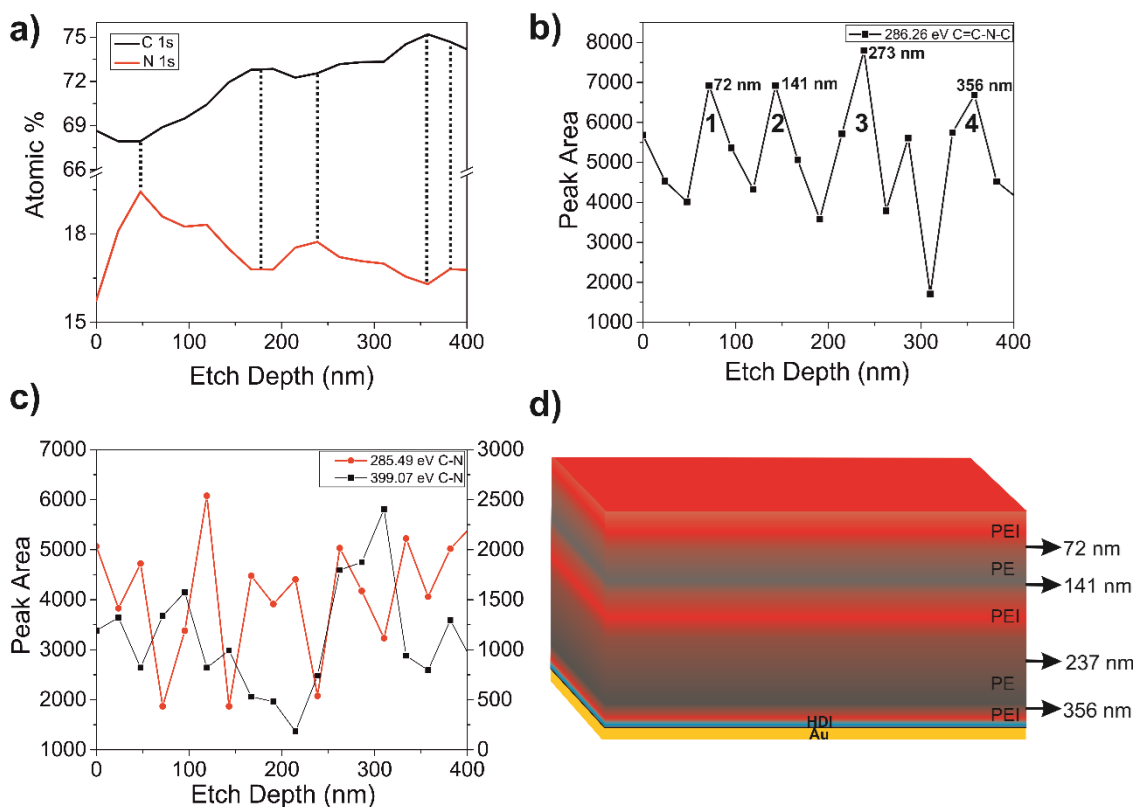 a)
C 1s
N 1s
75
72
69
66
18
15
Atomic %
0 100 200 300 400
Etch Depth (nm)
b)
286.26 eV C=C-N-C
8000
7000
6000
5000
4000
3000
2000
1000
Peak Area
72 nm
141 nm
273 nm
356 nm
1
2
3
4
0 100 200 300 400
Etch Depth (nm)
c)
285.49 eV C-N
399.07 eV C-N
7000
6000
5000
4000
3000
2000
1000
Peak Area
3000
2500
2000
1500
1000
500
0
0 100 200 300 400
Etch Depth (nm)
d)
PEI
72 nm
PE
141 nm
PEI
237 nm
PE
356 nm
PEI
HDI
Au